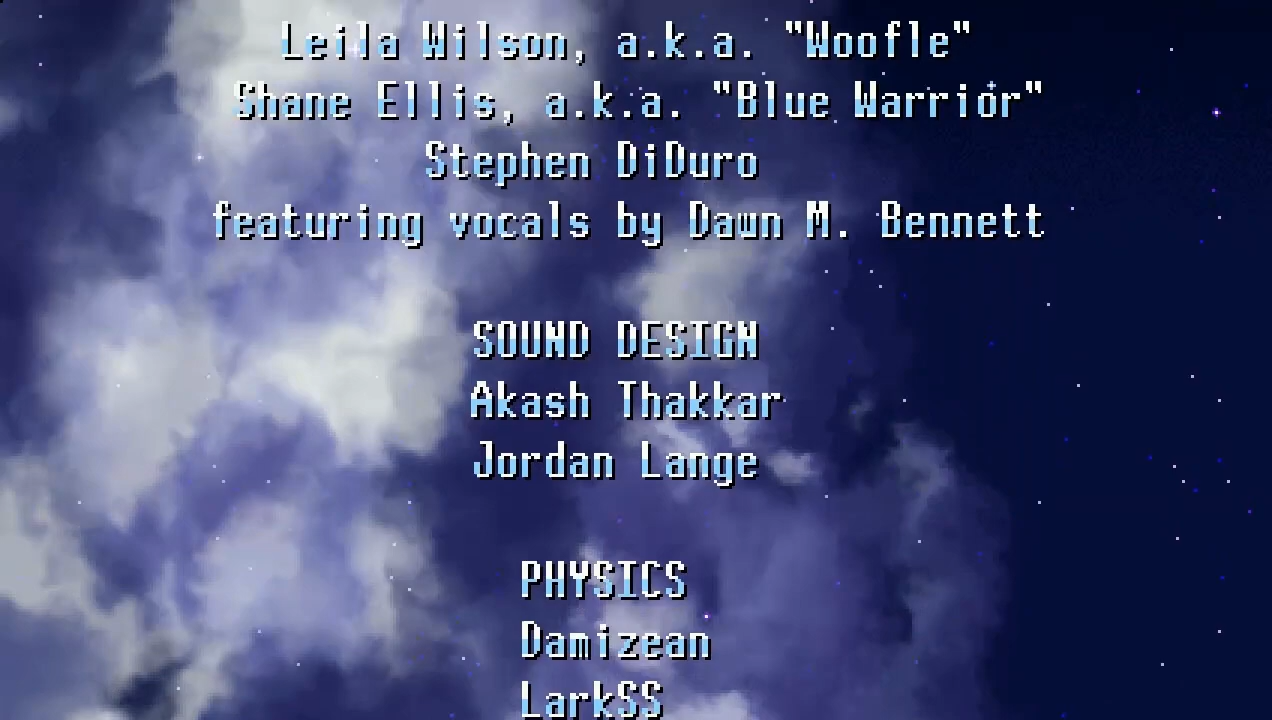 Leila Wilson, a.k.a. "Woofle"
Shane Ellis, a.k.a. "Blue Warrior"
Stephen DiDuro
featuring vocals by Dawn M. Bennett
SOUND DESIGN
Akash Thakkar
Jordan Lange
PHYSICS
Damizean
LarkSS